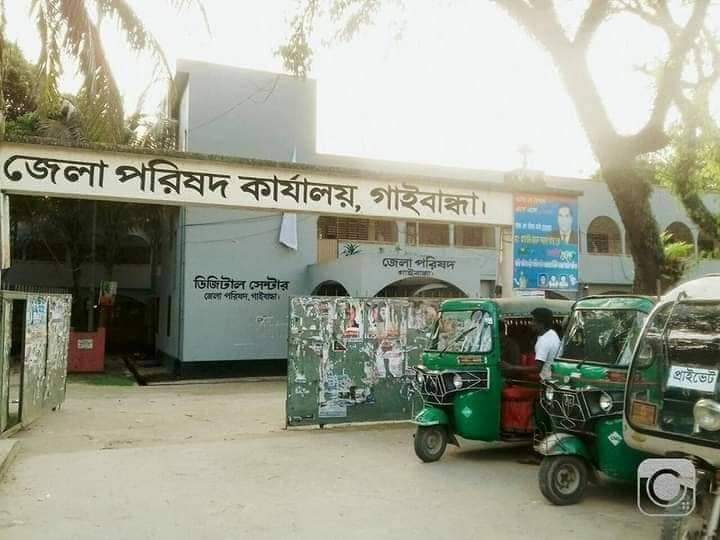 জেলা পরিষদ কার্যালয়, গাইবান্ধা।
জেলা পরিষদ
গাইবান্ধা।
ডিজিটাল সেন্টার
জেলা পরিষদ, গাইবান্ধা।
প্রাইভেট